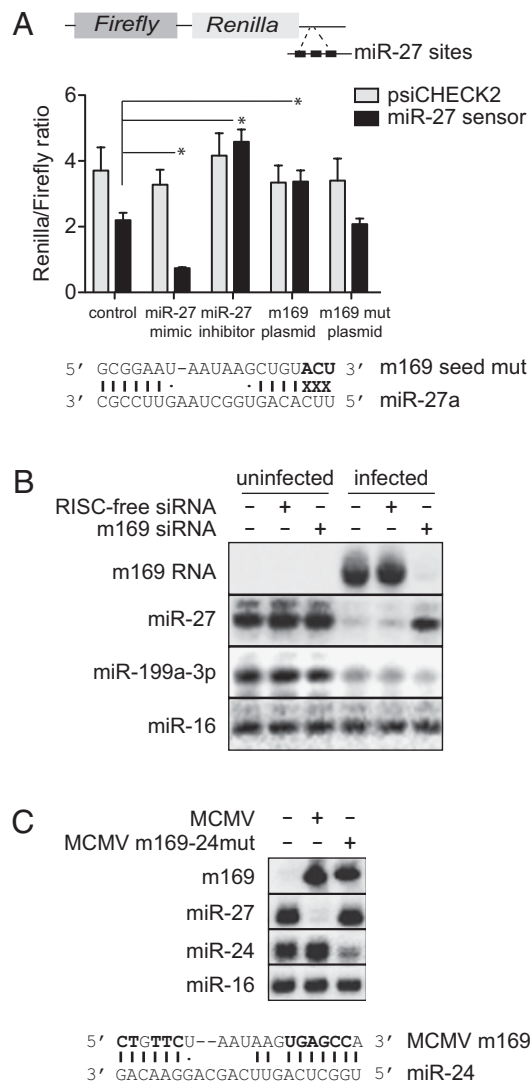 A
Firefly Renilla
miR-27 sites
psiCHECK2
miR-27 sensor
Renilla/Firefly ratio
6
4
2
0
* * *
control miR-27 mimic miR-27 inhibitor m169 plasmid m169 mut plasmid
5' GCGGAAU-AAUAAGCUGUACU 3' m169 seed mut
XXX
3' CGCCUUGAAUCGGUGACACUU 5' miR-27a
B
uninfected infected
RISC-free siRNA – + – – + –
m169 siRNA – – + – – +
m169 RNA
miR-27
miR-199a-3p
miR-16
C
MCMV – + –
MCMV m169-24mut – – +
m169
miR-27
miR-24
miR-16
5' CTGTTCU--AAUAAGUGAGCCA 3' MCMV m169
3' GACAAGGACGACUUGACUCGGU 5' miR-24